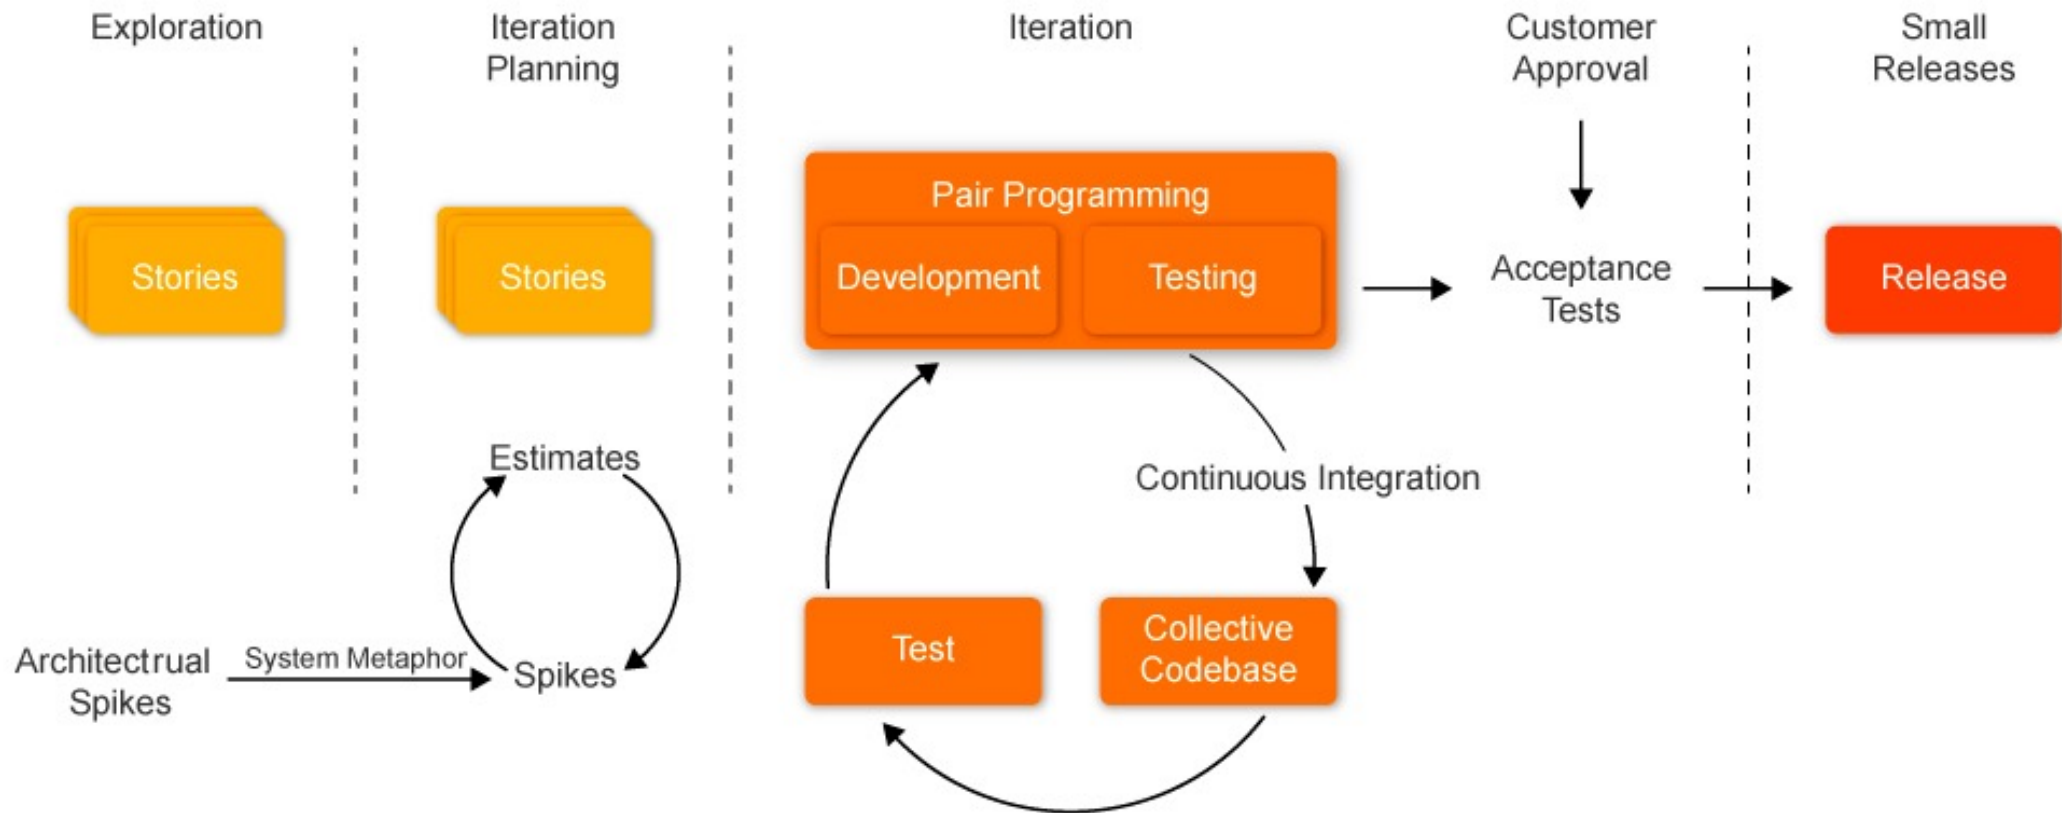 Exploration
Iteration
Planning
Iteration
Customer
Approval
Small
Releases
Stories
Stories
Pair Programming
Development
Testing
Acceptance
Tests
Release
Estimates
Continuous Integration
Architectrual
Spikes
System Metaphor
Spikes
Test
Collective
Codebase